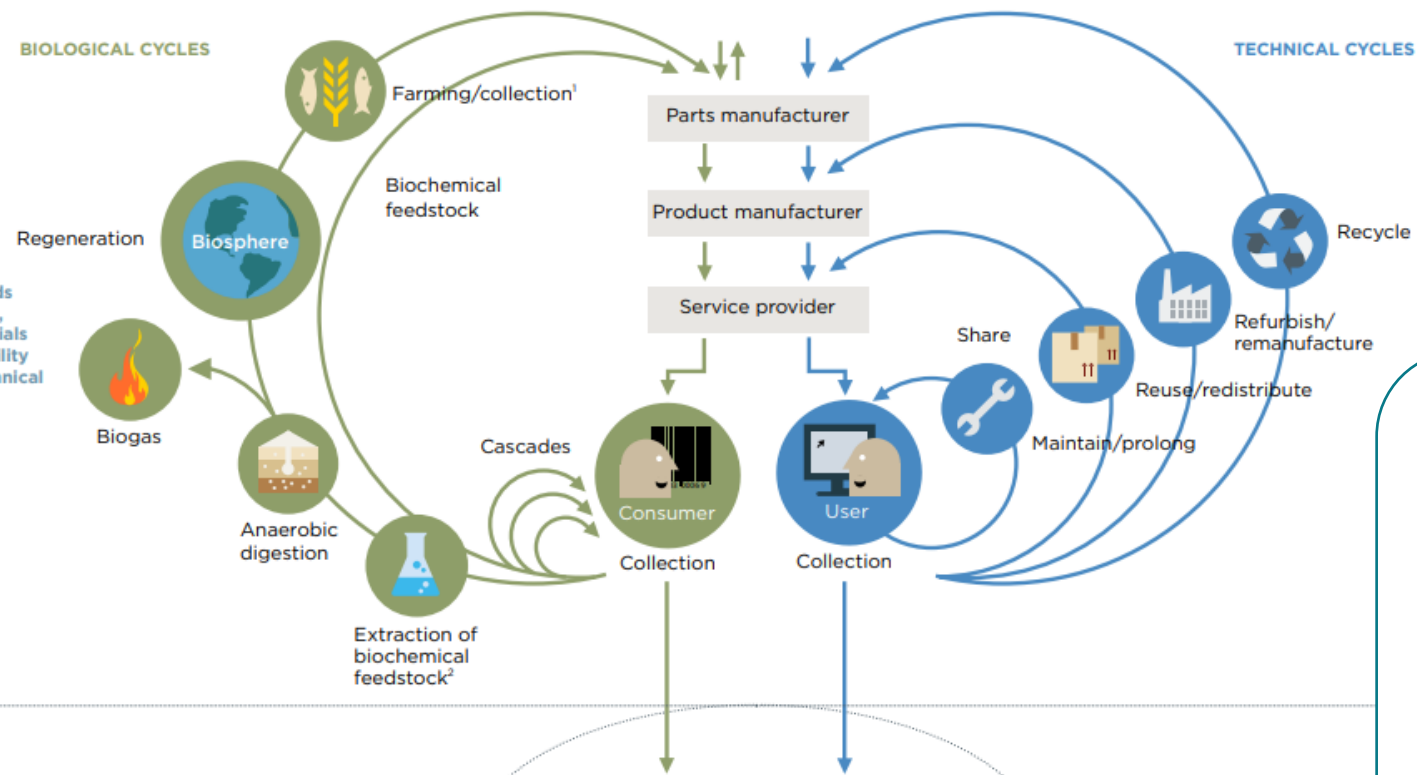 BIOLOGICAL CYCLES
TECHNICAL CYCLES
Farming/collection¹
Parts manufacturer
Biochemical
feedstock
Product manufacturer
Regeneration
Biosphere
Recycle
Service provider
Share
Refurbish/
remanufacture
Reuse/redistribute
Biogas
Cascades
Maintain/prolong
Consumer
User
Anaerobic
digestion
Collection
Collection
Extraction of
biochemical
feedstock²